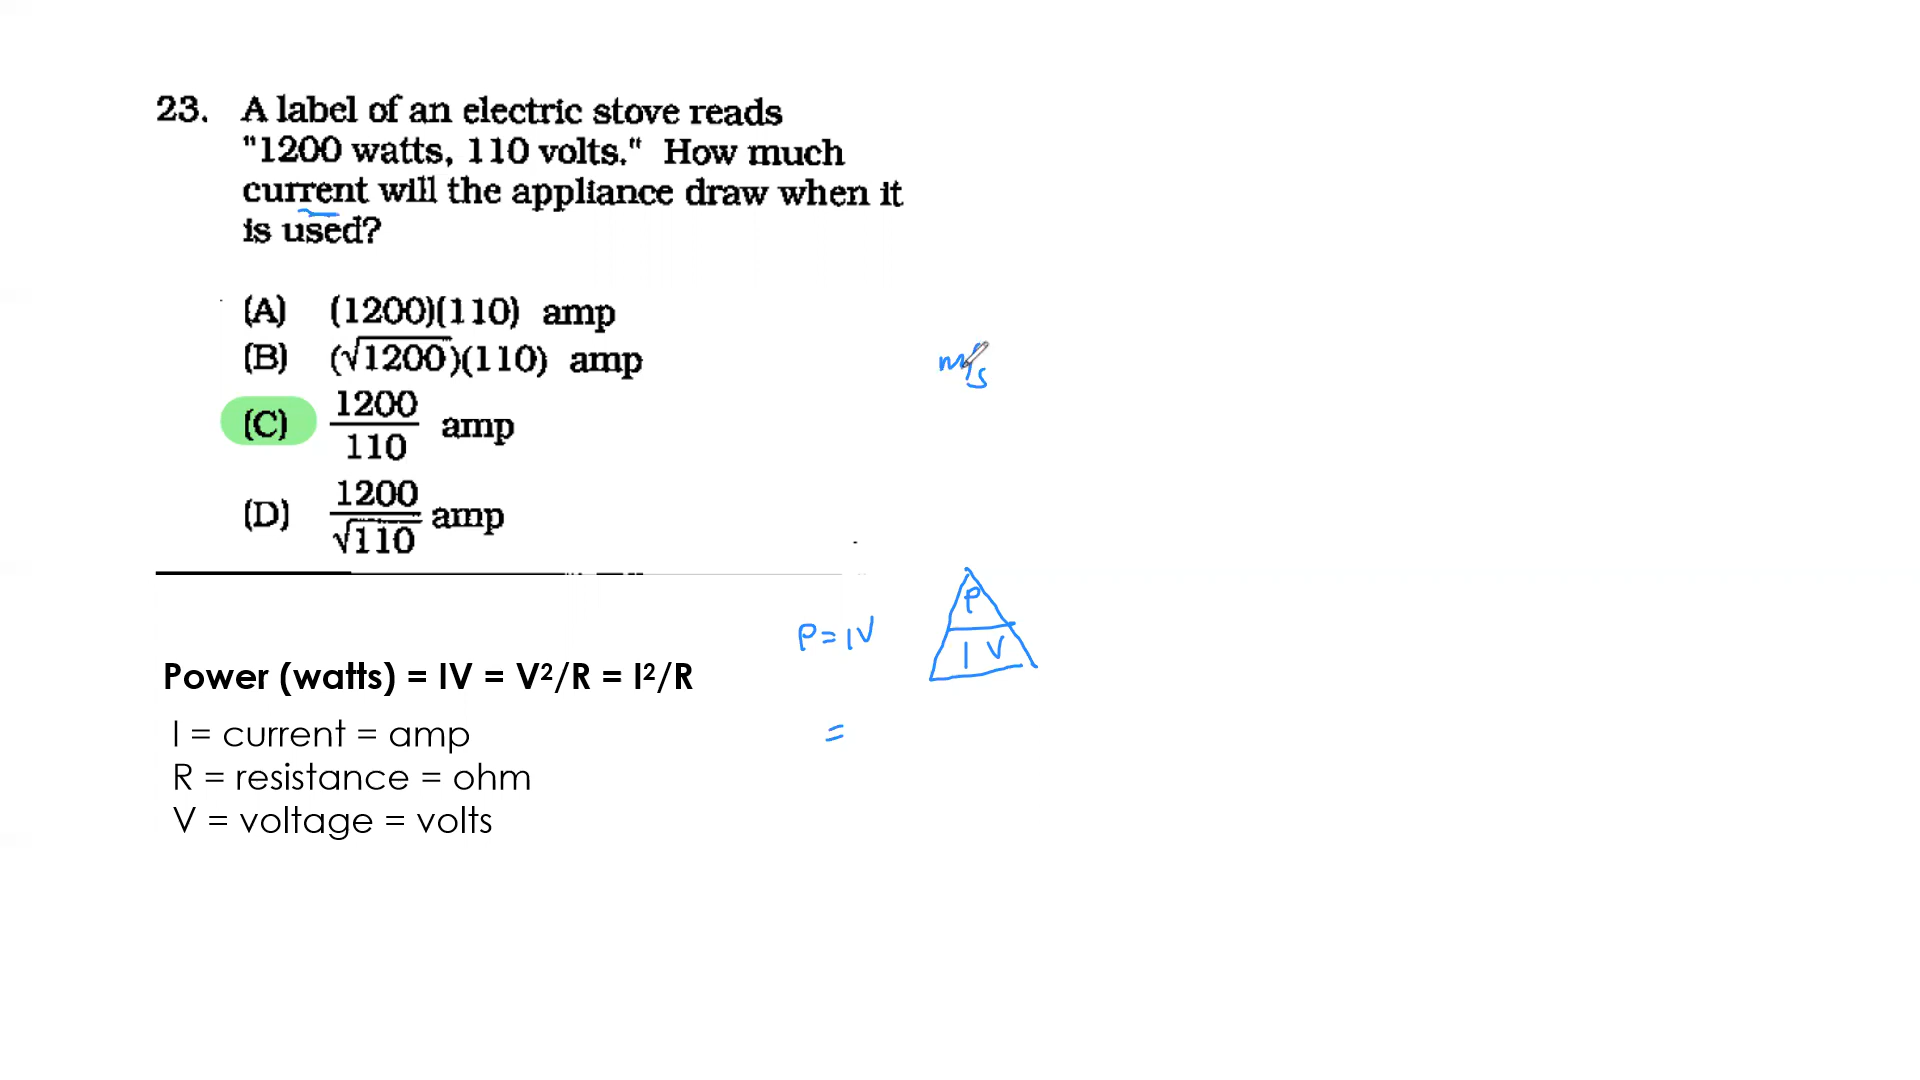 23. A label of an electric stove reads
"1200 watts, 110 volts." How much
current will the appliance draw when it
is used?
(A) (1200)(110) amp
(B) (√1200)(110) amp
(C) 1200/110 amp
(D) 1200/√110 amp
m/s
P = IV
P
I V
=
Power (watts) = IV = V²/R = I²/R
I = current = amp
R = resistance = ohm
V = voltage = volts